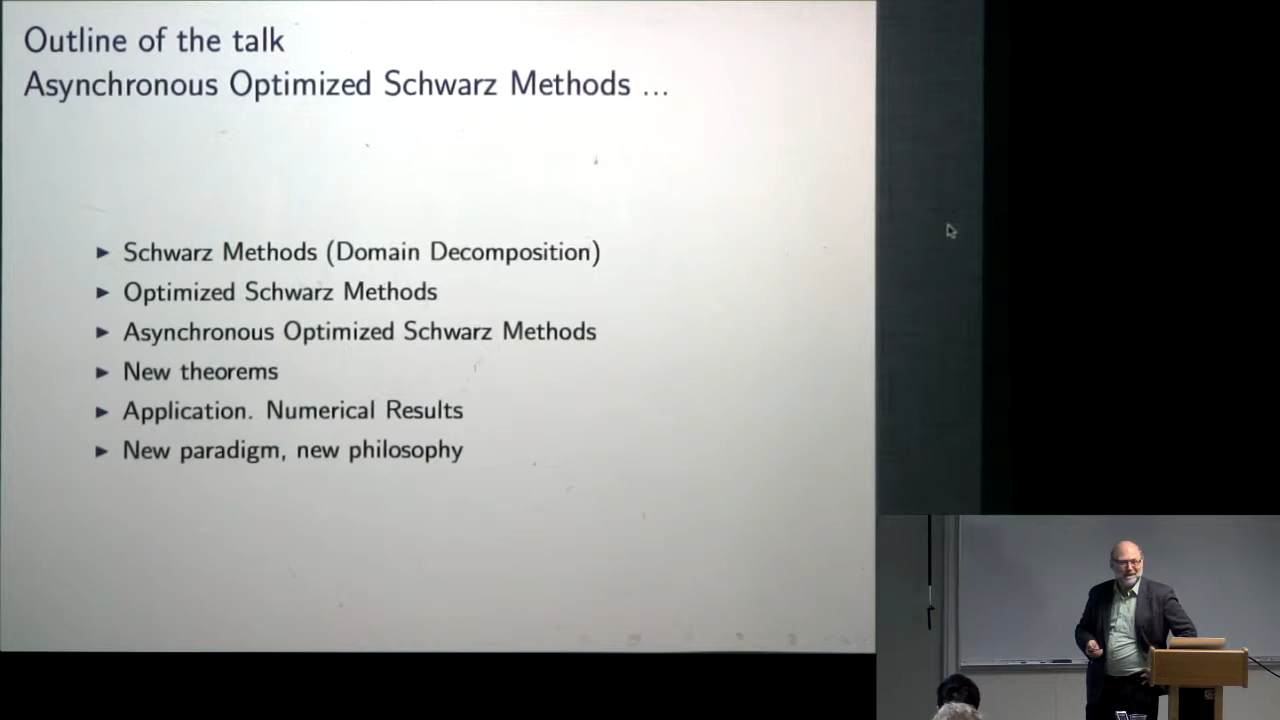 Outline of the talk
Asynchronous Optimized Schwarz Methods ...
► Schwarz Methods (Domain Decomposition)
► Optimized Schwarz Methods
► Asynchronous Optimized Schwarz Methods
► New theorems
► Application. Numerical Results
► New paradigm, new philosophy